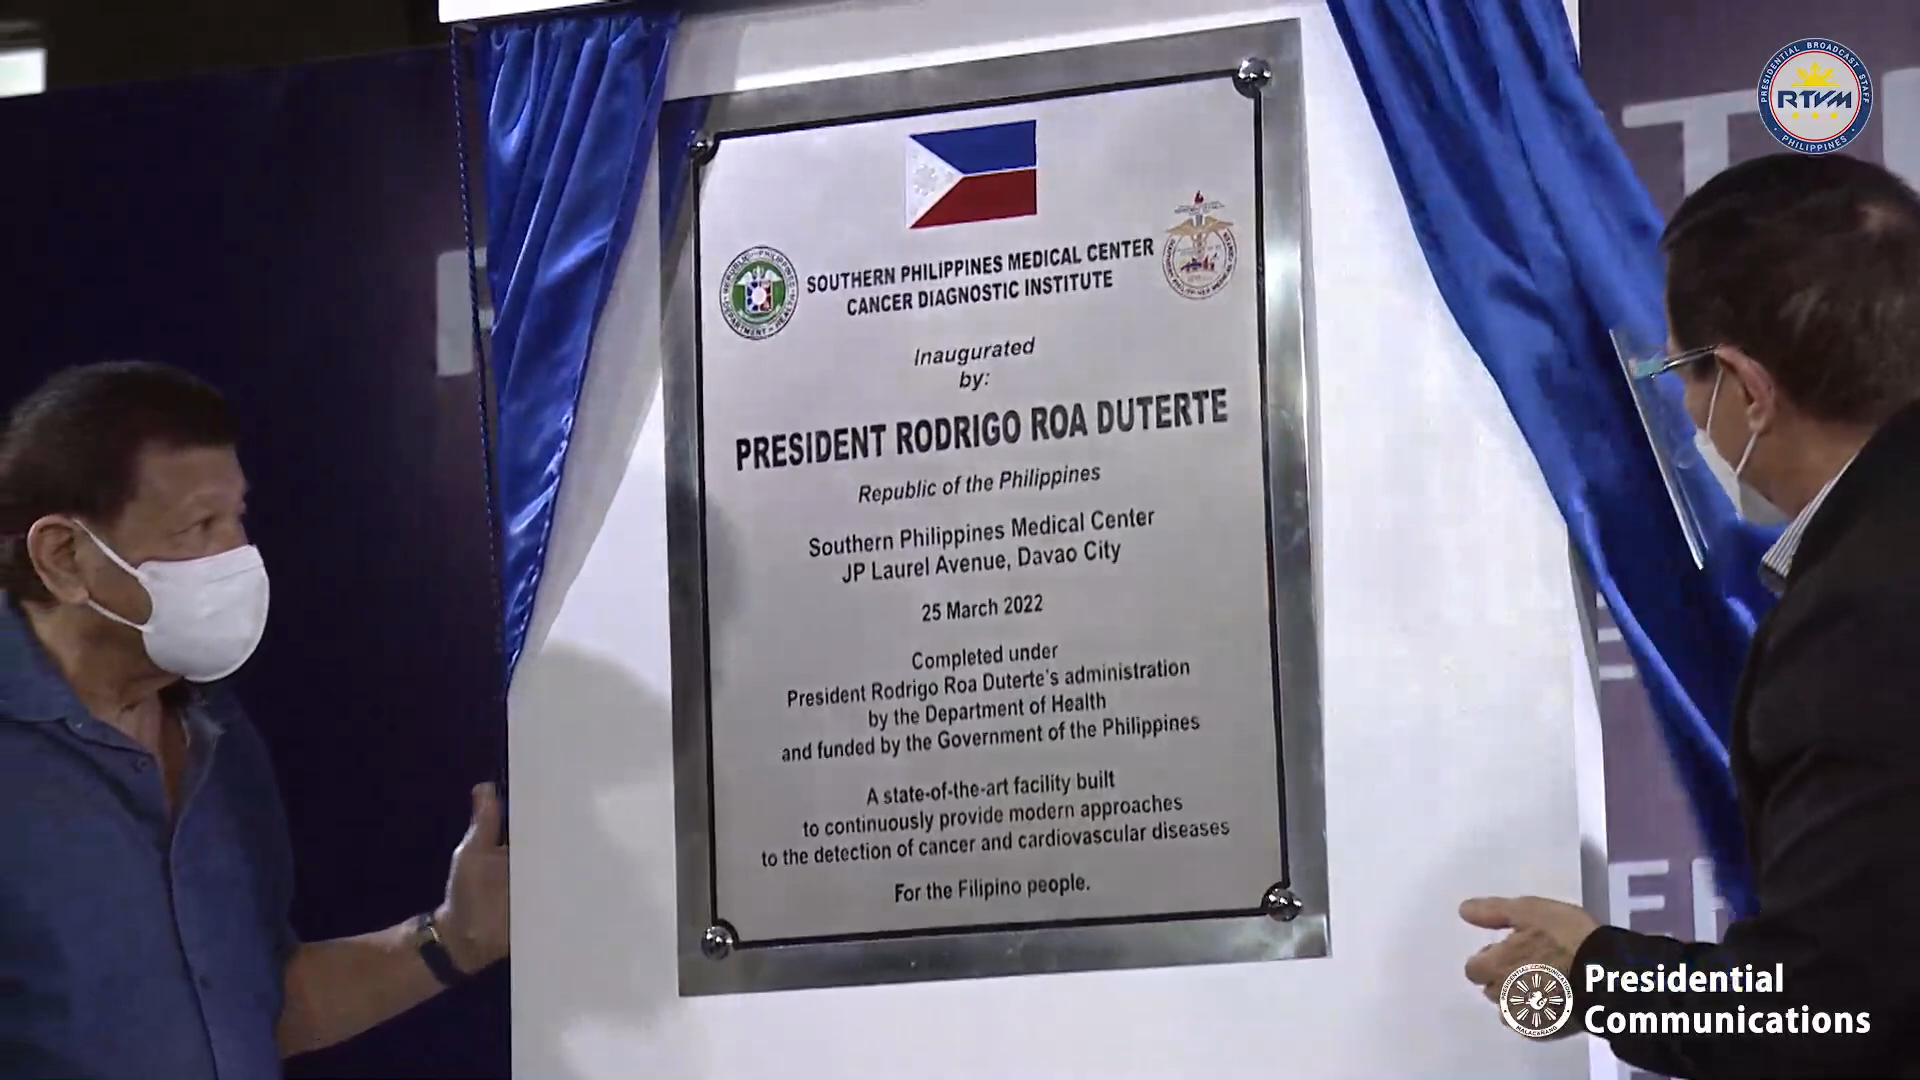 PRESIDENTIAL BROADCAST STAFF
RTVM
PHILIPPINES
SOUTHERN PHILIPPINES MEDICAL CENTER
CANCER DIAGNOSTIC INSTITUTE
Inaugurated
by:
PRESIDENT RODRIGO ROA DUTERTE
Republic of the Philippines
Southern Philippines Medical Center
JP Laurel Avenue, Davao City
25 March 2022
Completed under
President Rodrigo Roa Duterte's administration
by the Department of Health
and funded by the Government of the Philippines
A state-of-the-art facility built
to continuously provide modern approaches
to the detection of cancer and cardiovascular diseases
For the Filipino people.
Presidential
Communications